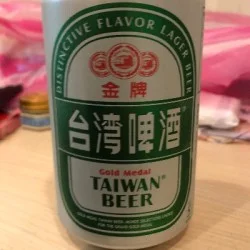 DISTINCTIVE FLAVOR LAGER BEER
金牌
台湾啤酒®
Gold Medal
TAIWAN®
BEER